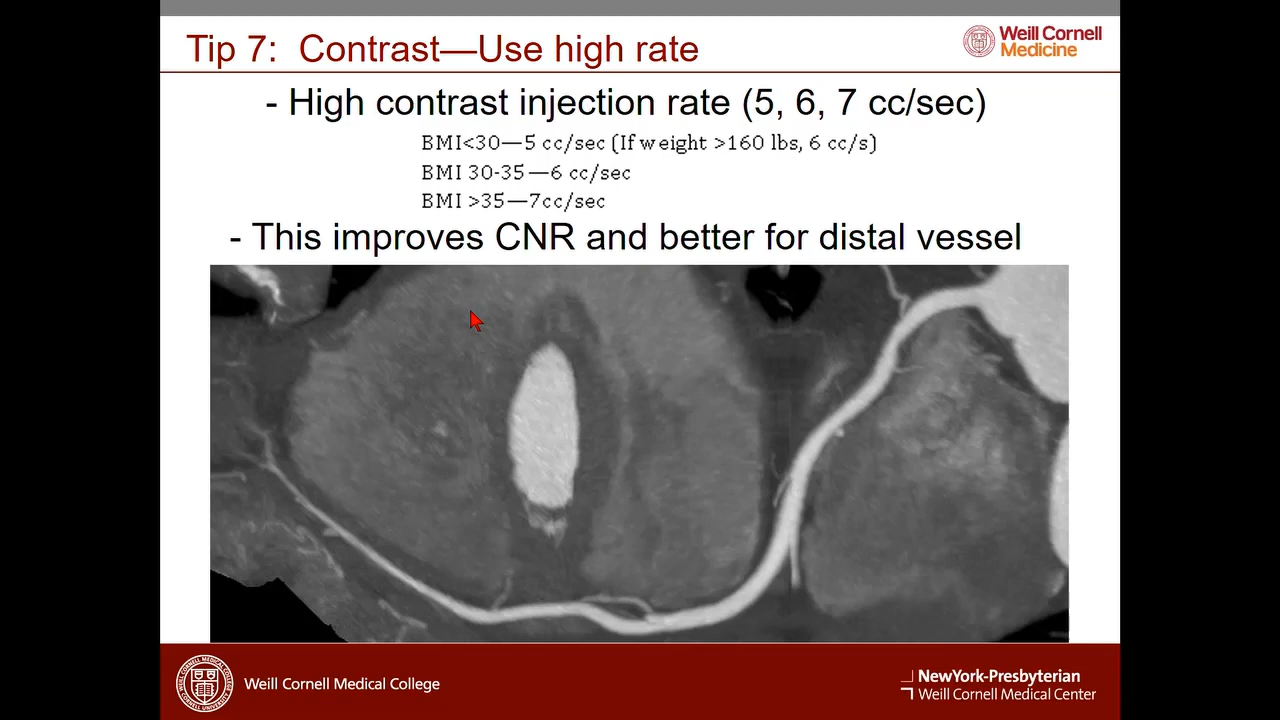 Tip 7: Contrast—Use high rate
Weill Cornell
Medicine
- High contrast injection rate (5, 6, 7 cc/sec)
BMI<30—5 cc/sec (If weight >160 lbs, 6 cc/s)
BMI 30-35—6 cc/sec
BMI >35—7cc/sec
- This improves CNR and better for distal vessel
Weill Cornell Medical College
NewYork-Presbyterian
Weill Cornell Medical Center